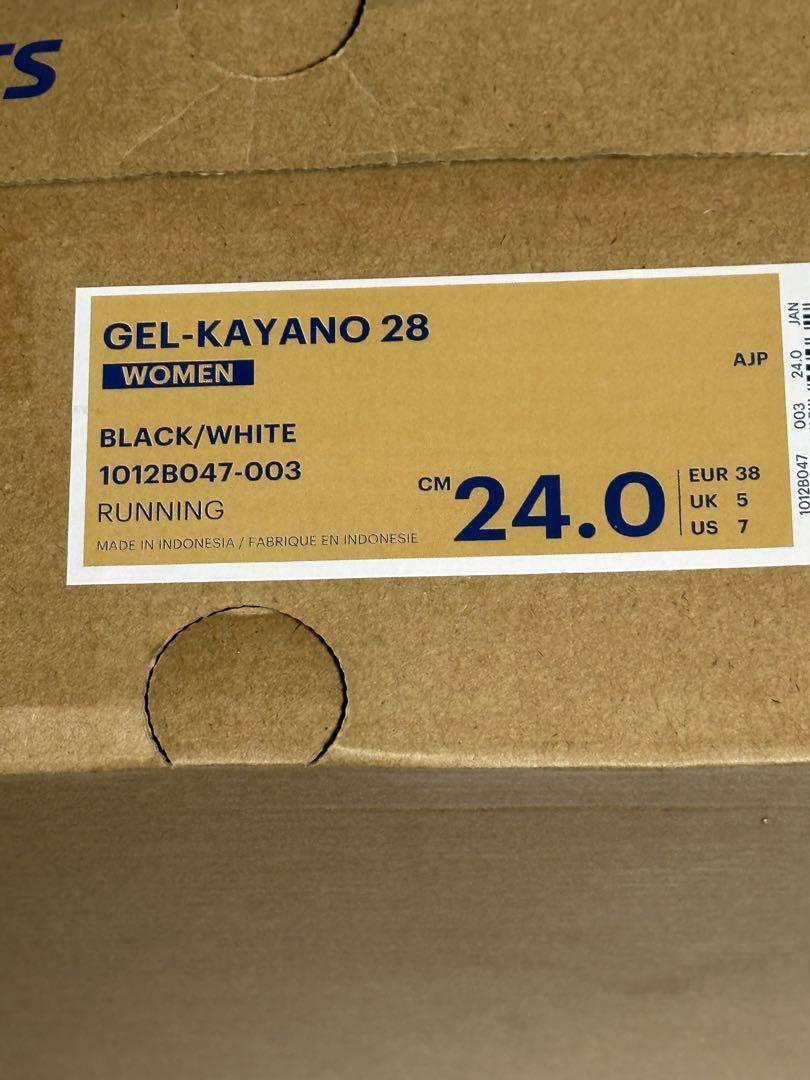 GEL-KAYANO 28
WOMEN
AJP
BLACK/WHITE
1012B047-003
RUNNING
MADE IN INDONESIA / FABRIQUE EN INDONESIE
CM 24.0
EUR 38
UK 5
US 7
1012B047 003 24.0 JAN